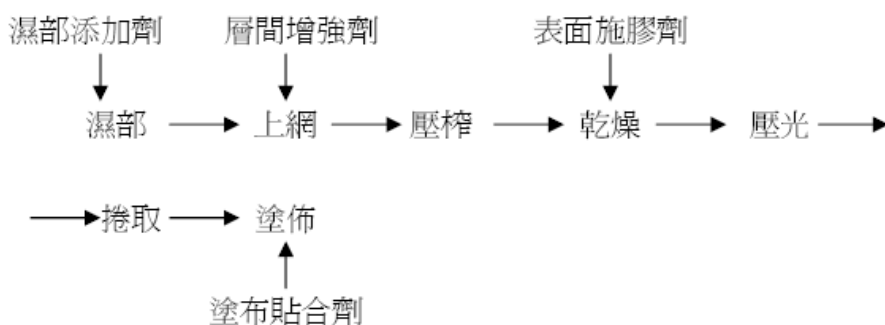 濕部添加劑 層間增強劑 表面施膠劑
濕部 上網 壓榨 乾燥 壓光
捲取 塗佈
塗布貼合劑